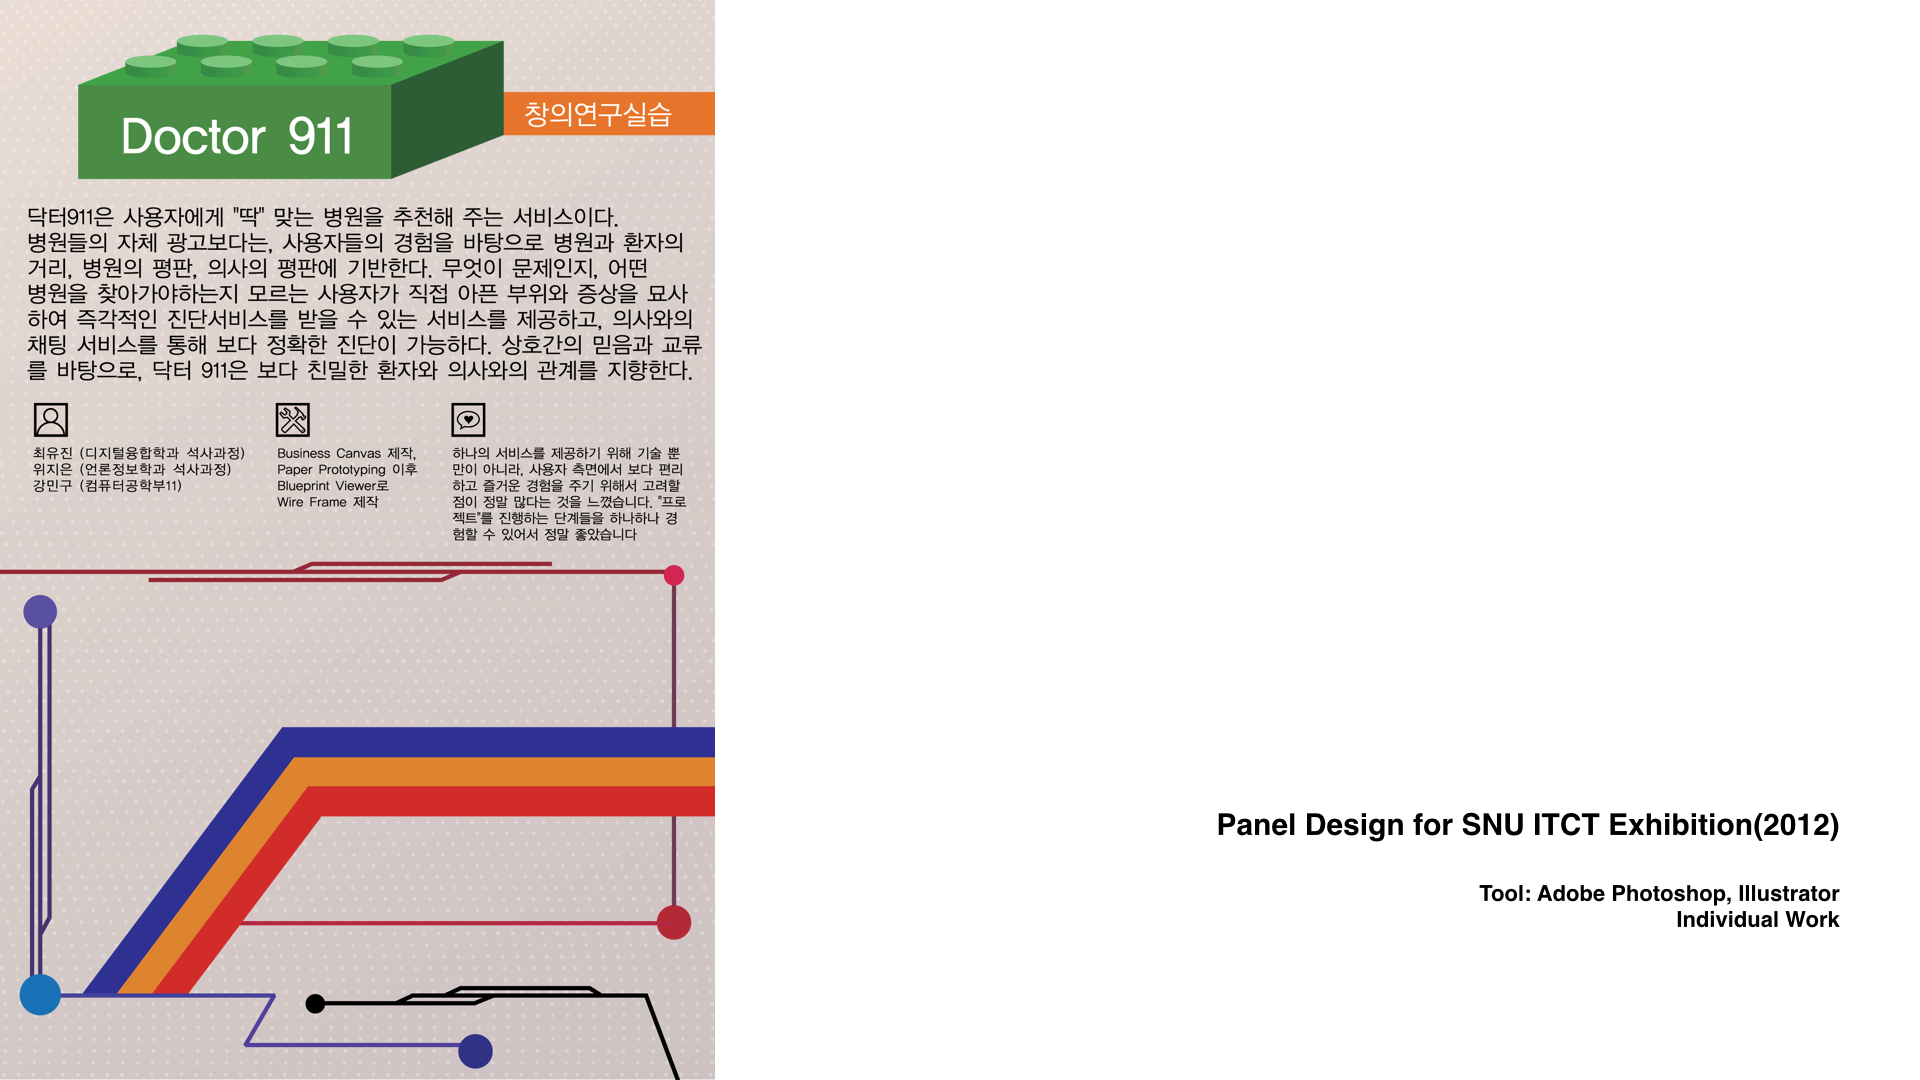 Doctor 911
창의연구실습
닥터911은 사용자에게 "딱" 맞는 병원을 추천해 주는 서비스이다.
병원들의 자체 광고보다는, 사용자들의 경험을 바탕으로 병원과 환자의
거리, 병원의 평판, 의사의 평판에 기반한다. 무엇이 문제인지, 어떤
병원을 찾아가야하는지 모르는 사용자가 직접 아픈 부위와 증상을 묘사
하여 즉각적인 진단서비스를 받을 수 있는 서비스를 제공하고, 의사와의
채팅 서비스를 통해 보다 정확한 진단이 가능하다. 상호간의 믿음과 교류
를 바탕으로, 닥터 911은 보다 친밀한 환자와 의사와의 관계를 지향한다.
최유진 (디지털융합학과 석사과정)
위지은 (언론정보학과 석사과정)
강민구 (컴퓨터공학부11)
Business Canvas 제작,
Paper Prototyping 이후
Blueprint Viewer로
Wire Frame 제작
하나의 서비스를 제공하기 위해 기술 뿐
만이 아니라, 사용자 측면에서 보다 편리
하고 즐거운 경험을 주기 위해서 고려할
점이 정말 많다는 것을 느꼈습니다. "프로
젝트"를 진행하는 단계들을 하나하나 경
험할 수 있어서 정말 좋았습니다
Panel Design for SNU ITCT Exhibition(2012)
Tool: Adobe Photoshop, Illustrator
Individual Work